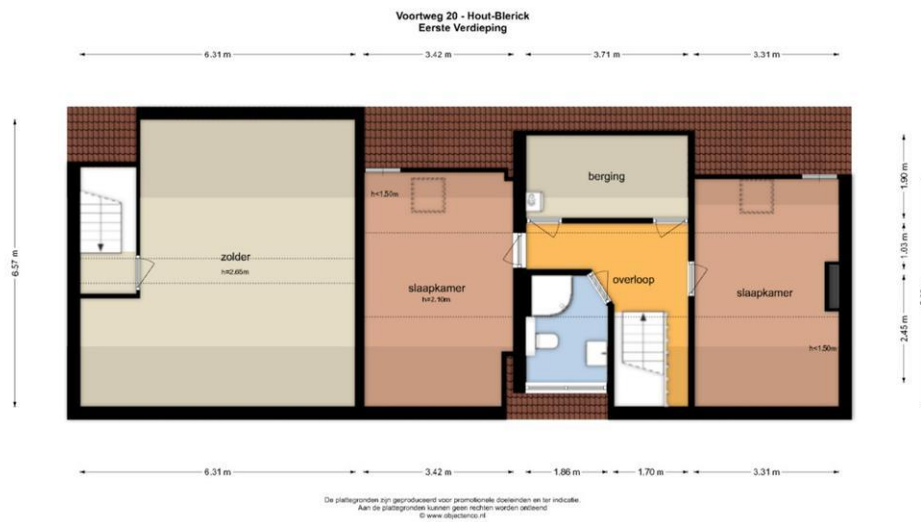 Voortweg 20 - Hout-Blerick
Eerste Verdieping
6.31 m
3.42 m
3.71 m
3.31 m
berging
h<1.50m
1.90 m
1.03 m
6.57 m
zolder
h=2.65m
overloop
slaapkamer
h=2.10m
slaapkamer
2.45 m
h<1.50m
6.31 m
3.42 m
1.86 m
1.70 m
3.31 m
De plattegronden zijn geproduceerd voor promotionele doeleinden en ter indicatie.
Aan de plattegronden kunnen geen rechten worden ontleend
© www.objectenco.nl